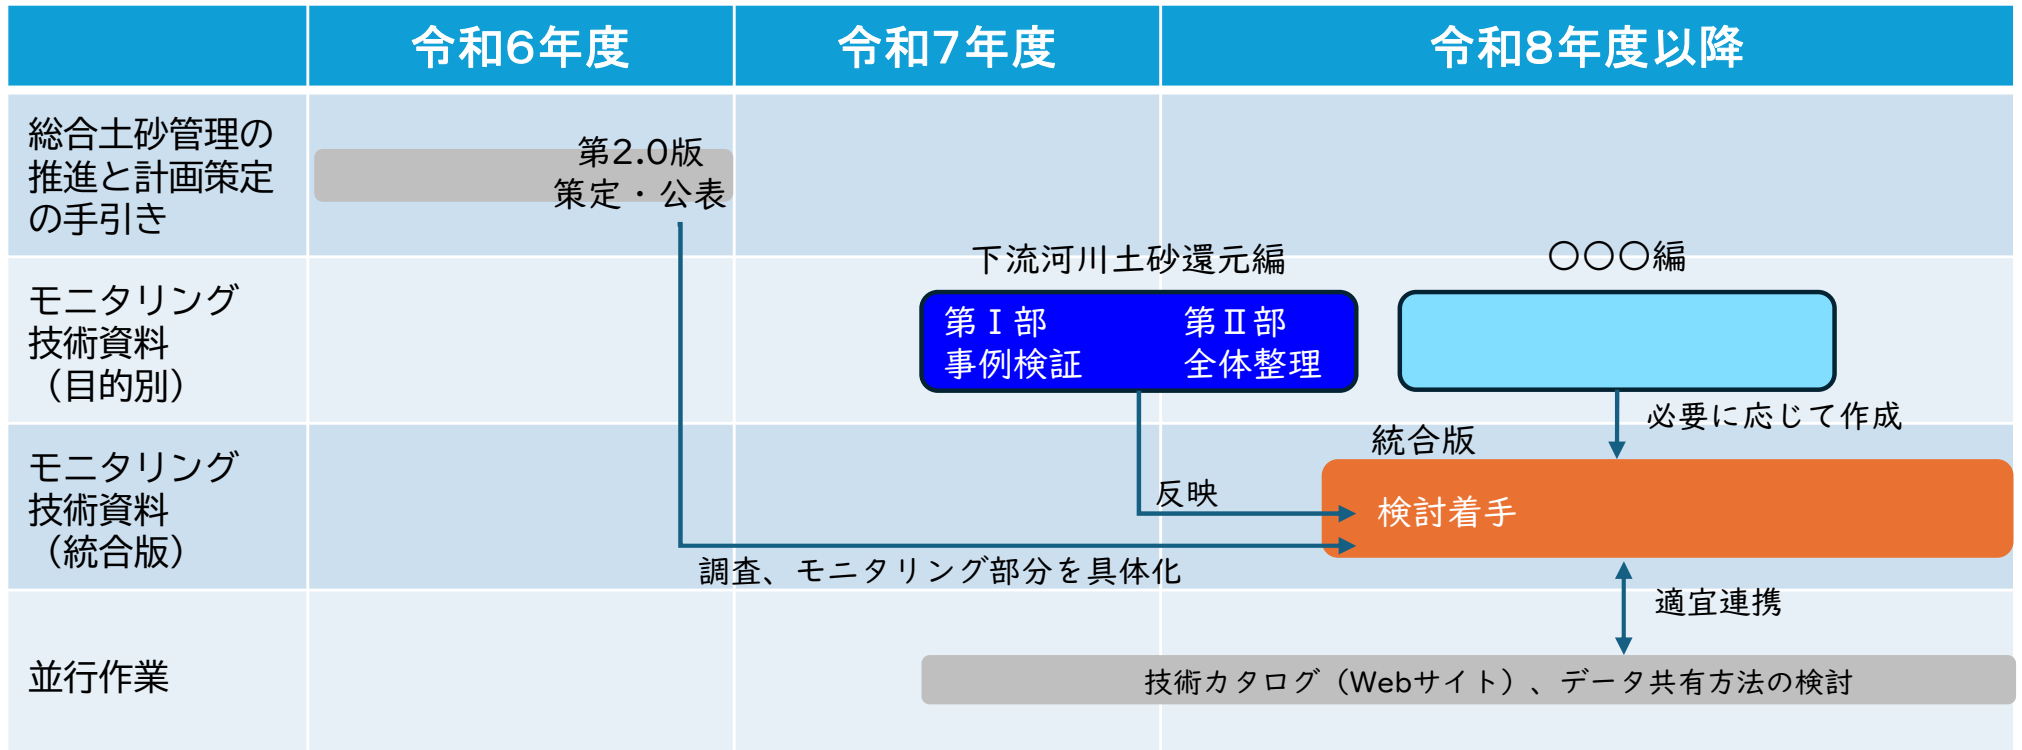 令和6年度
令和7年度
令和8年度以降
総合土砂管理の
推進と計画策定
の手引き
第2.0版
策定・公表
下流河川土砂還元編
〇〇〇編
モニタリング
技術資料
（目的別）
第Ⅰ部
事例検証
第Ⅱ部
全体整理
必要に応じて作成
モニタリング
技術資料
（統合版）
統合版
反映
検討着手
調査、モニタリング部分を具体化
適宜連携
並行作業
技術カタログ（Webサイト）、データ共有方法の検討